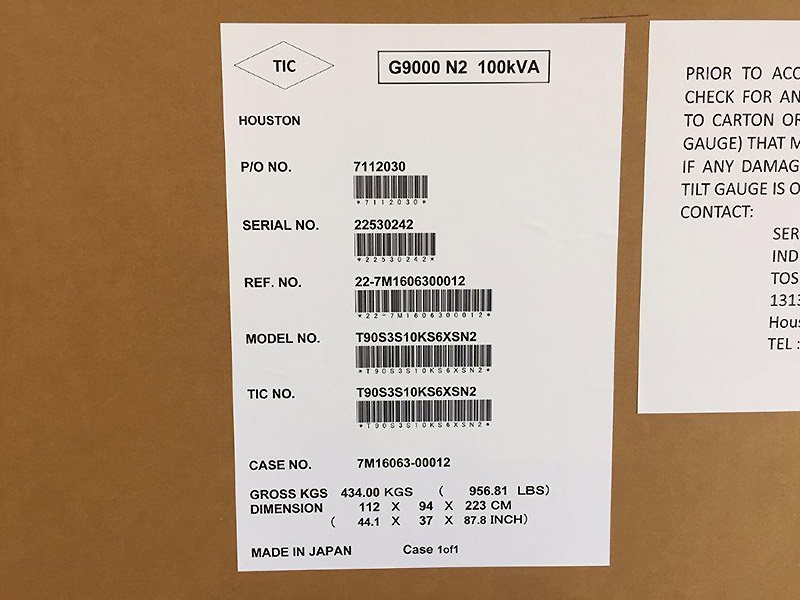 TIC
G9000 N2 100kVA
HOUSTON
P/O NO. 7112030
*7112030*
SERIAL NO. 22530242
*22530242*
REF. NO. 22-7M1606300012
*22-7M1606300012*
MODEL NO. T90S3S10KS6XSN2
*T90S3S10KS6XSN2*
TIC NO. T90S3S10KS6XSN2
*T90S3S10KS6XSN2*
CASE NO. 7M16063-00012
GROSS KGS 434.00 KGS ( 956.81 LBS)
DIMENSION 112 X 94 X 223 CM
( 44.1 X 37 X 87.8 INCH)
MADE IN JAPAN Case 1of1
PRIOR TO ACC
CHECK FOR AN
TO CARTON OR
GAUGE) THAT M
IF ANY DAMAG
TILT GAUGE IS O
CONTACT:
SER
IND
TOS
1313
Hous
TEL :